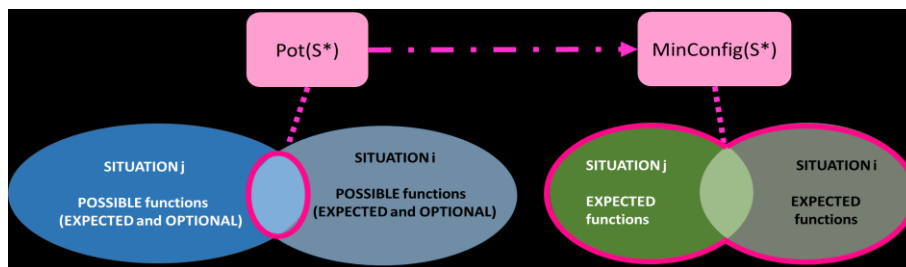 Pot(S*)
MinConfig(S*)
SITUATION j
POSSIBLE functions
(EXPECTED and OPTIONAL)
SITUATION i
POSSIBLE functions
(EXPECTED and OPTIONAL)
SITUATION j
EXPECTED
functions
SITUATION i
EXPECTED
functions